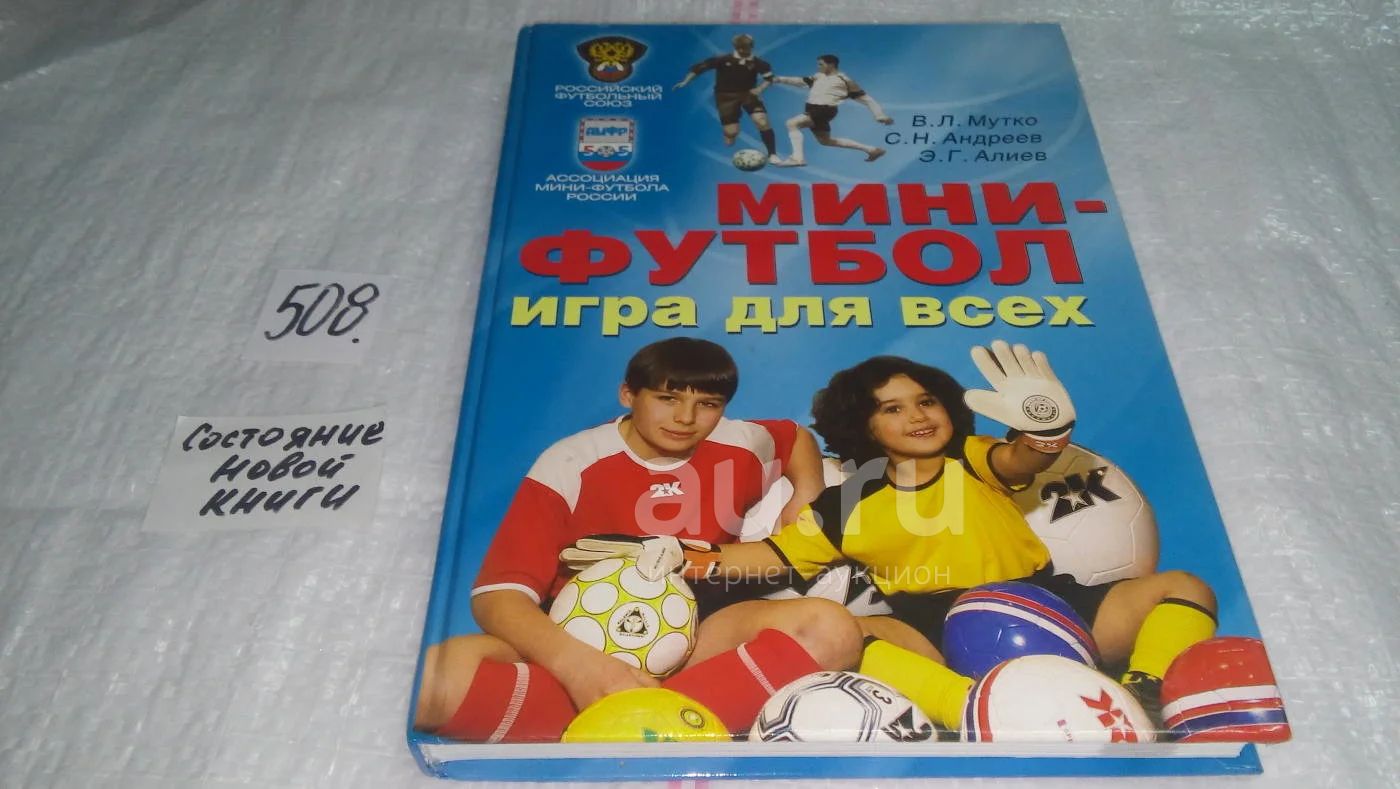 РОССИЙСКИЙ
ФУТБОЛЬНЫЙ
СОЮЗ
АМФР
5 5
АССОЦИАЦИЯ
МИНИ-ФУТБОЛА
РОССИИ
В.Л. Мутко
С.Н. Андреев
Э.Г. Алиев
МИНИ-
ФУТБОЛ
игра для всех
508.
Состояние
новой
книги
2K
2K
au.ru
интернет аукцион